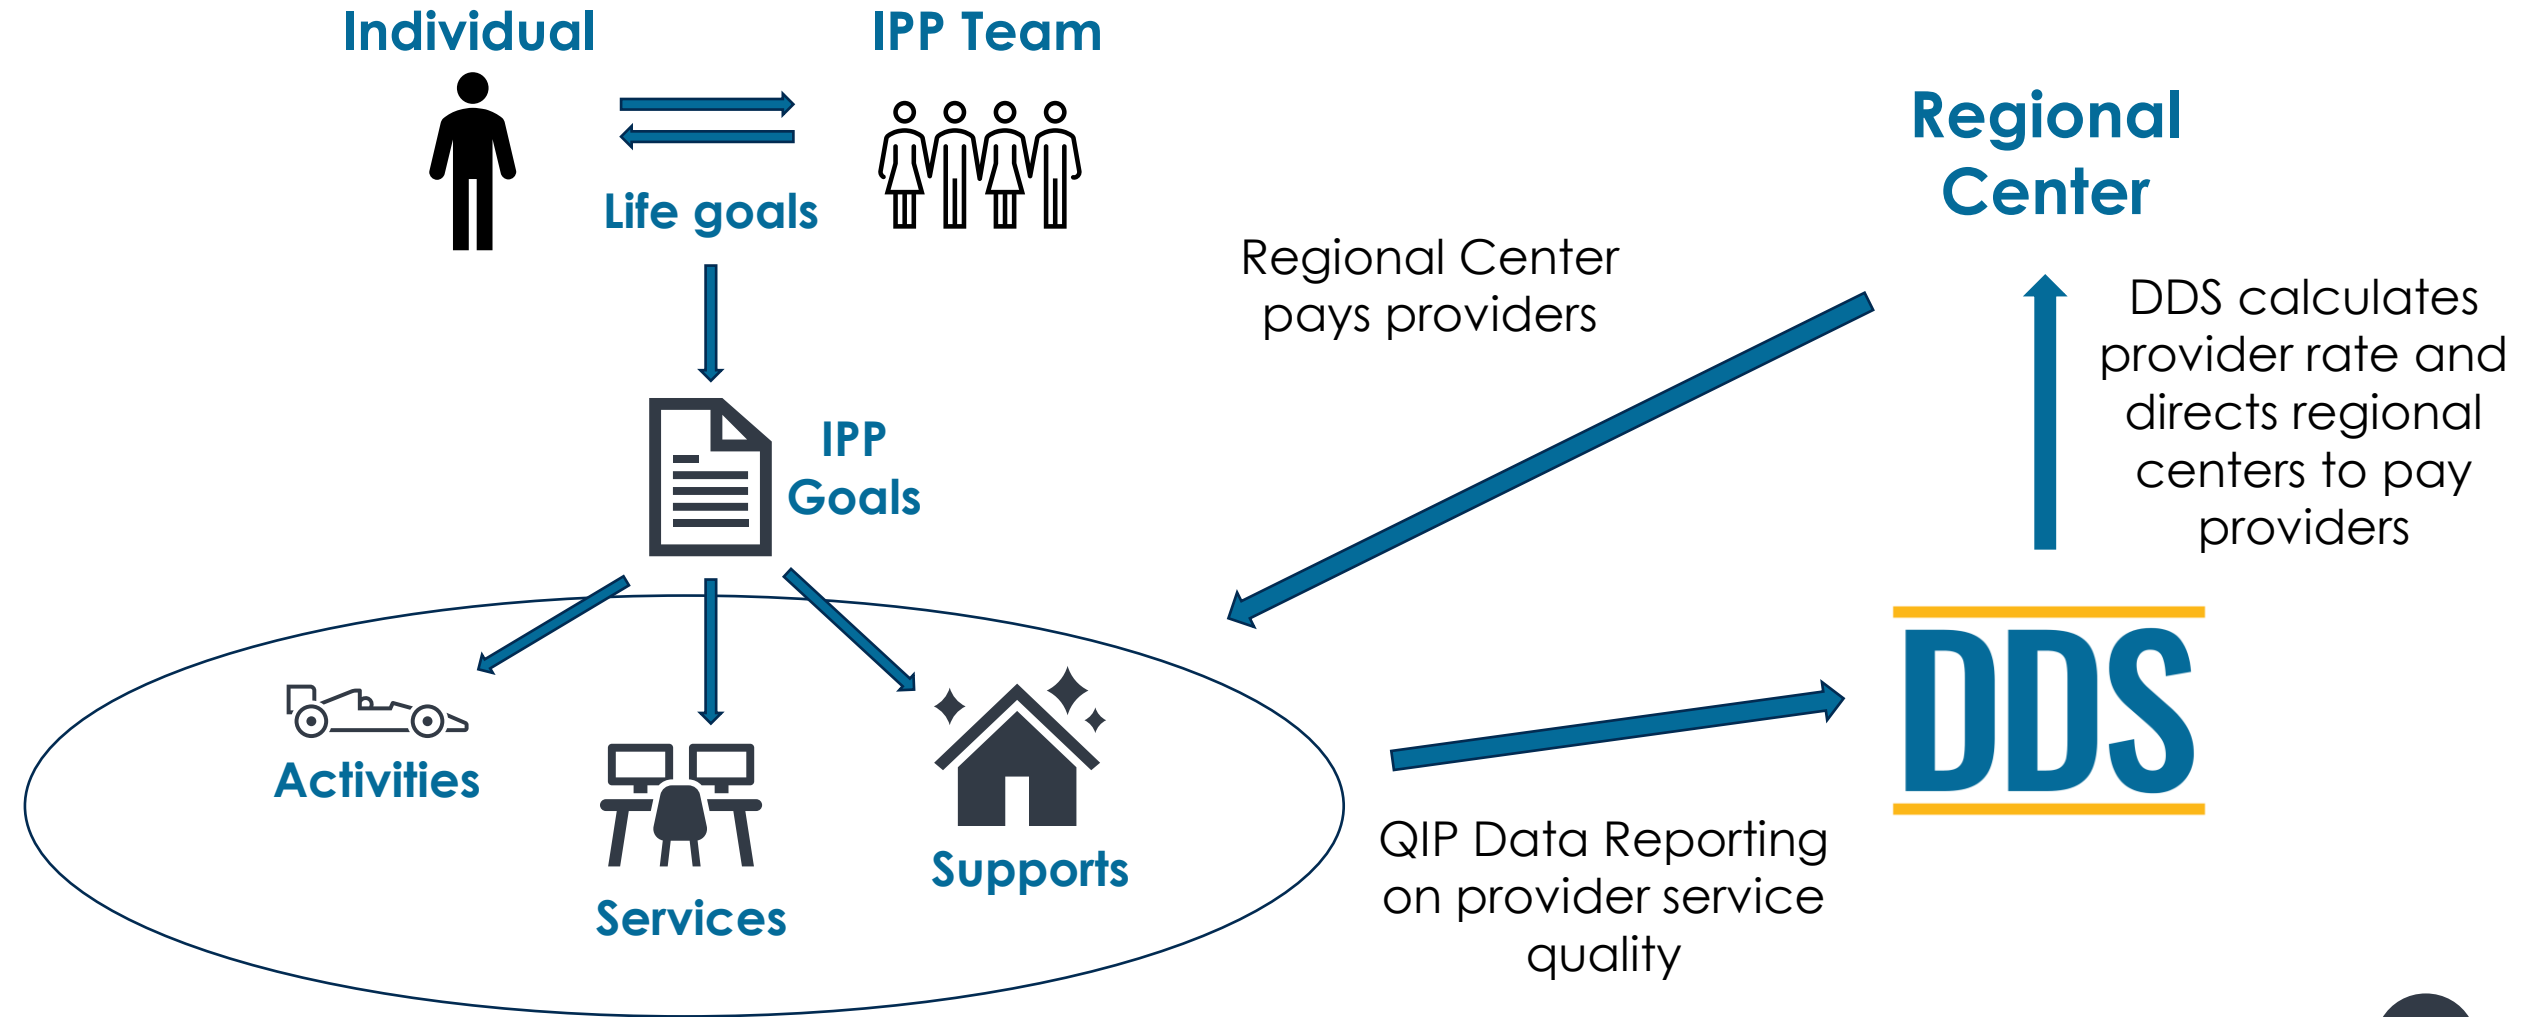 Individual
IPP Team
Life goals
IPP
Goals
Activities
Services
Supports
Regional Center
pays providers
Regional
Center
DDS calculates
provider rate and
directs regional
centers to pay
providers
DDS
QIP Data Reporting
on provider service
quality